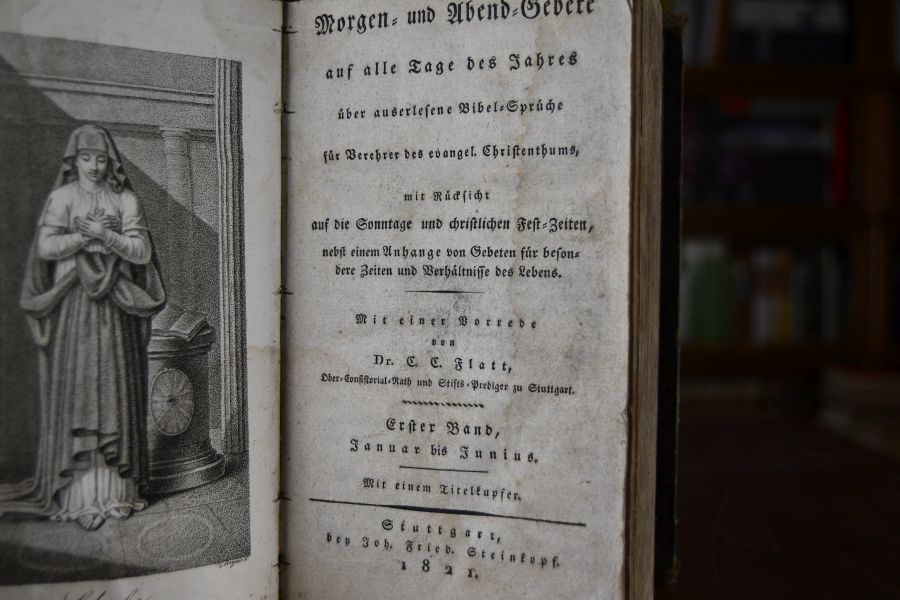 Morgen- und Abend-Gebete
auf alle Tage des Jahres
über auserlesene Bibel-Sprüche
für Verehrer des evangel. Christenthums,
mit Rücksicht
auf die Sonntage und christlichen Fest-Zeiten,
nebst einem Anhange von Gebeten für beson-
dere Zeiten und Verhältnisse des Lebens.
Mit einer Vorrede
von
Dr. C. C. Flatt,
Ober-Consistorial-Rath und Stifts-Prediger zu Stuttgart.
Erster Band,
Januar bis Junius.
Mit einem Titelkupfer.
Stuttgart,
bey Joh. Fried. Steinkopf.
1821.